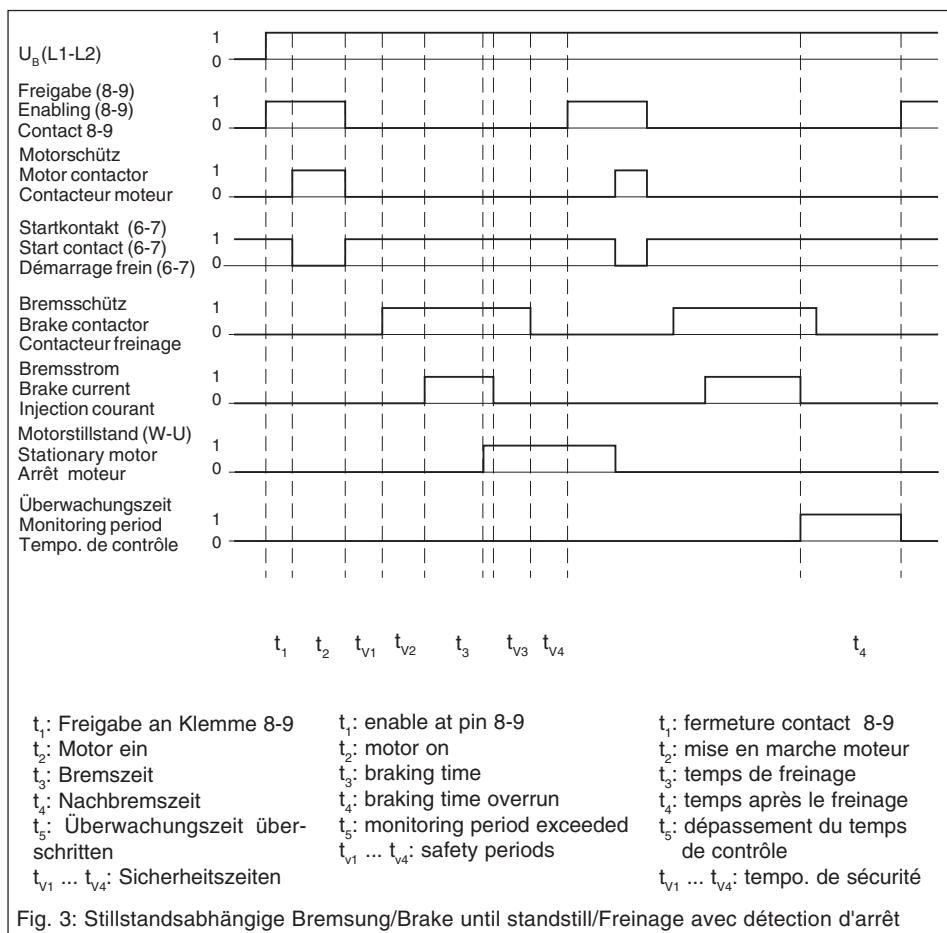 U_B (L1-L2)
1
0
Freigabe (8-9)
Enabling (8-9)
Contact 8-9
1
0
Motorschütz
Motor contactor
Contacteur moteur
1
0
Startkontakt (6-7)
Start contact (6-7)
Démarrage frein (6-7)
1
0
Bremsschütz
Brake contactor
Contacteur freinage
1
0
Bremsstrom
Brake current
Injection courant
1
0
Motorstillstand (W-U)
Stationary motor
Arrêt moteur
1
0
Überwachungszeit
Monitoring period
Tempo. de contrôle
1
0
t1 t2 tV1 tV2 t3 tV3 tV4 t4
t1: Freigabe an Klemme 8-9
t2: Motor ein
t3: Bremszeit
t4: Nachbremszeit
t5: Überwachungszeit über-
schritten
tV1 ... tV4: Sicherheitszeiten
t1: enable at pin 8-9
t2: motor on
t3: braking time
t4: braking time overrun
t5: monitoring period exceeded
tv1 ... tv4: safety periods
t1: fermeture contact 8-9
t2: mise en marche moteur
t3: temps de freinage
t4: temps après le freinage
t5: dépassement du temps
de contrôle
tV1 ... tV4: tempo. de sécurité
Fig. 3: Stillstandsabhängige Bremsung/Brake until standstill/Freinage avec détection d'arrêt